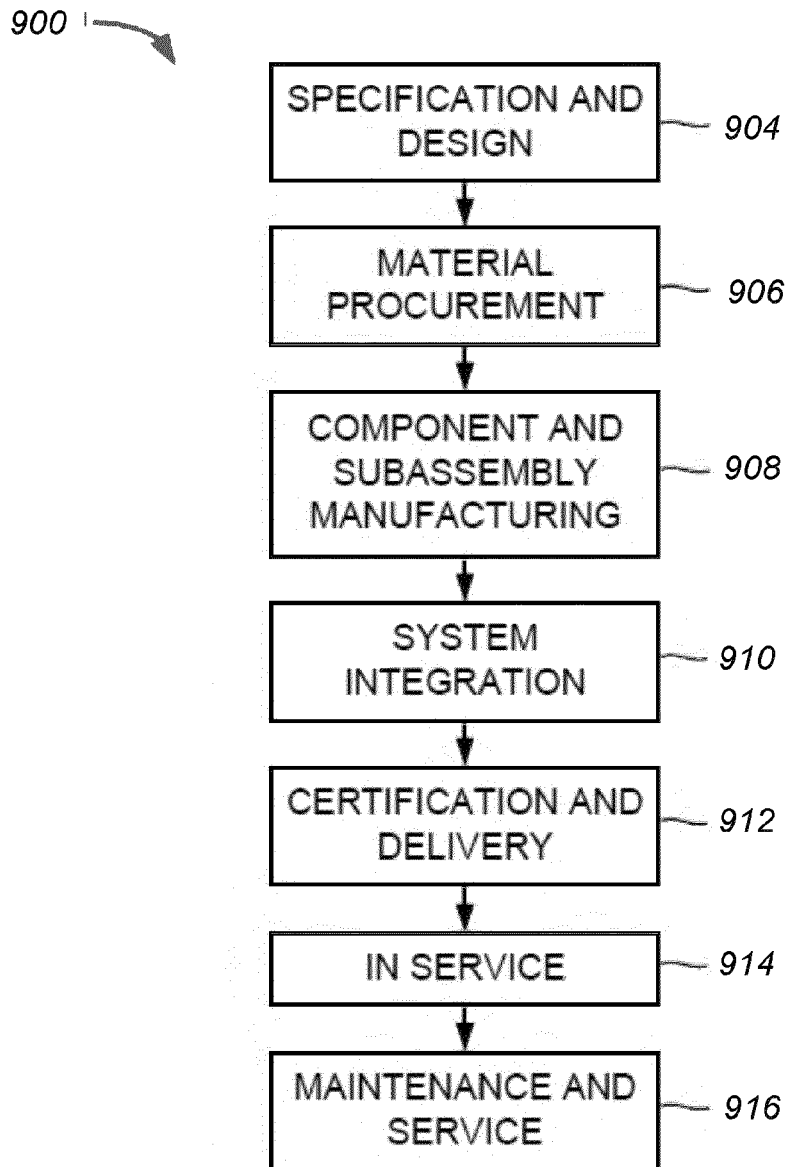 900
SPECIFICATION AND
DESIGN
904
MATERIAL
PROCUREMENT
906
COMPONENT AND
SUBASSEMBLY
MANUFACTURING
908
SYSTEM
INTEGRATION
910
CERTIFICATION AND
DELIVERY
912
IN SERVICE
914
MAINTENANCE AND
SERVICE
916